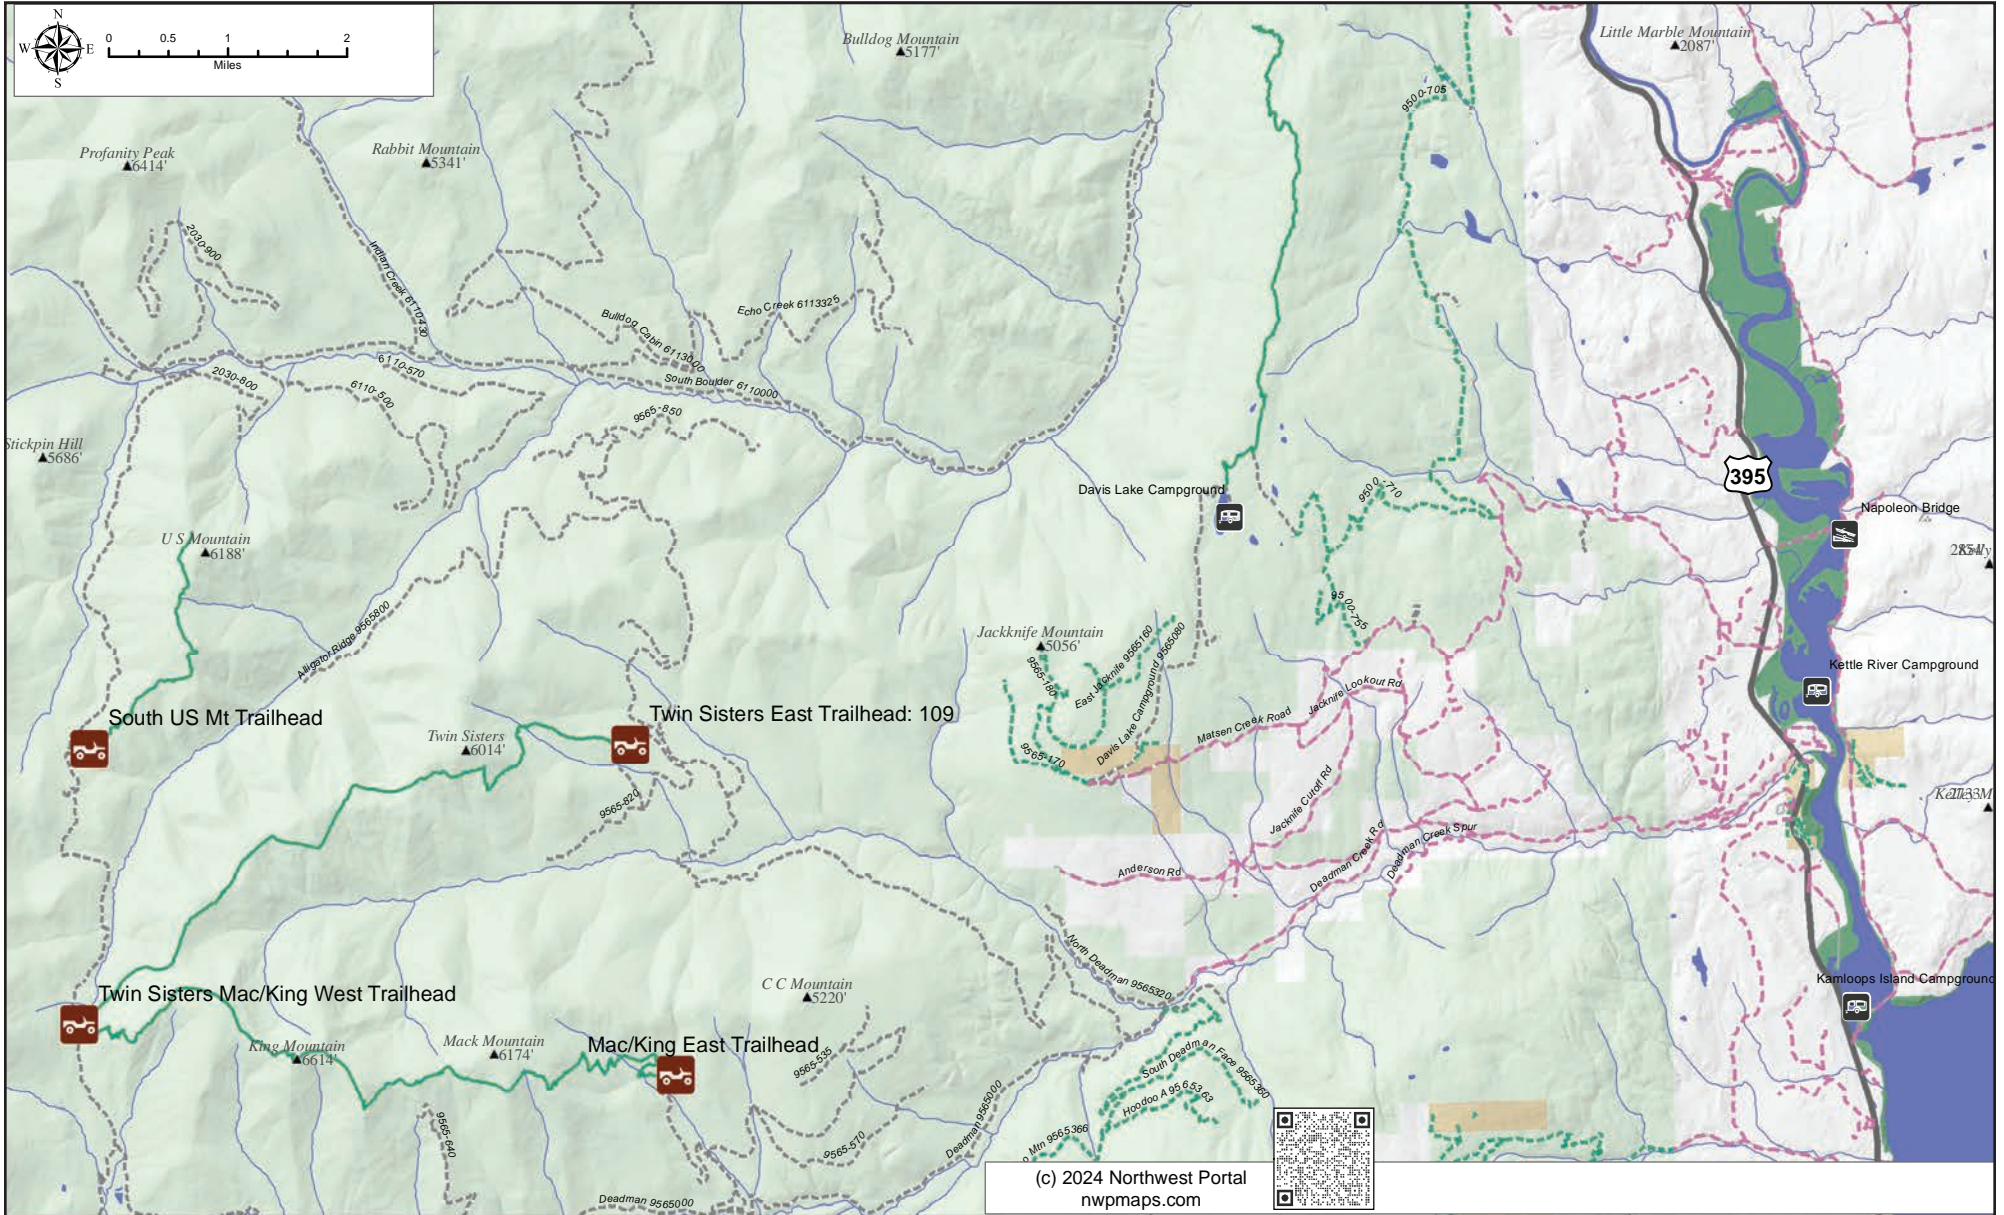 N
W E
S
0 0.5 1 2
Miles
Bulldog Mountain
5177'
Little Marble Mountain
2087'
9500-705
Profanity Peak
6414'
Rabbit Mountain
5341'
2030-900
Indian Creek 6110430
Echo Creek 6113325
Bulldog Cabin 6113000
6110-570
2030-800
6110-500
South Boulder 6110000
9565-850
Stickpin Hill
5686'
395
Davis Lake Campground
9500-710
Napoleon Bridge
U S Mountain
6188'
Alligator Ridge 9565800
9500-755
Jackknife Mountain
5056'
9565-180
East Jacknife 9565160
Davis Lake Campground 9565080
Kettle River Campground
Jacknife Lookout Rd
Matsen Creek Road
South US Mt Trailhead
Twin Sisters East Trailhead: 109
Twin Sisters
6014'
9565-170
9565-820
Jacknife Cutoff Rd
Deadman Creek Rd
Deadman Creek Spur
Anderson Rd
North Deadman 9565320
C C Mountain
5220'
Twin Sisters Mac/King West Trailhead
Kamloops Island Campground
King Mountain
6614'
Mack Mountain
6174'
Mac/King East Trailhead
9565-535
South Deadman Face 9565360
Hoodoo A 9565363
o Mtn 9565366
9565-640
9565-570
Deadman 9565000
Deadman 9565000
(c) 2024 Northwest Portal
nwpmaps.com